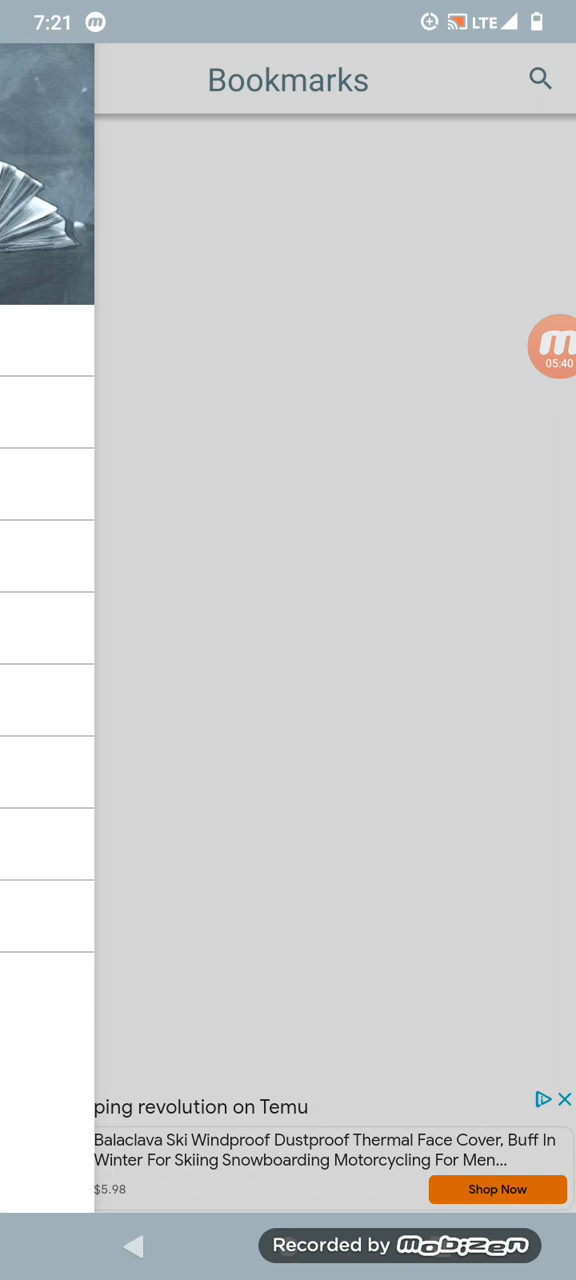 7:21
LTE
Bookmarks
05:40
ping revolution on Temu
Balaclava Ski Windproof Dustproof Thermal Face Cover, Buff In
Winter For Skiing Snowboarding Motorcycling For Men...
$5.98
Shop Now
Recorded by mobizen